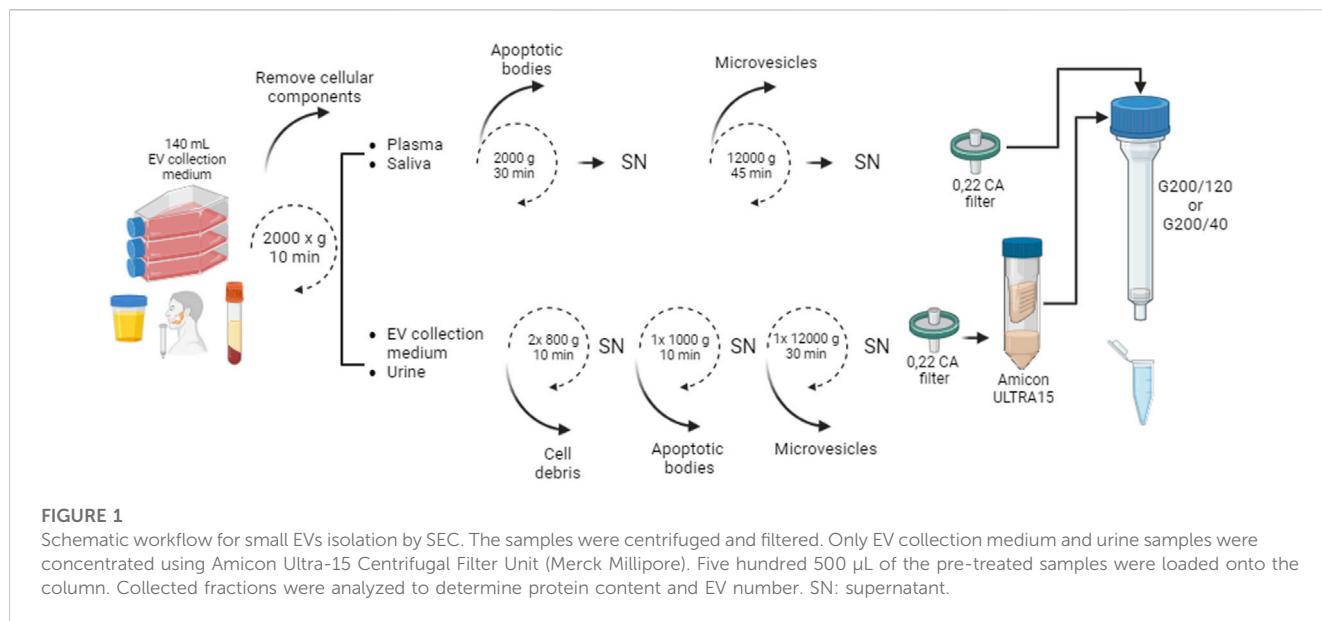 Remove cellular
components
140 mL
EV collection
medium
2000 x g
10 min
• Plasma
• Saliva
Apoptotic
bodies
2000 g
30 min
SN
Microvesicles
12000 g
45 min
SN
0,22 CA
filter
G200/120
or
G200/40
• EV collection
medium
• Urine
2x 800 g
10 min
SN
1x 1000 g
10 min
SN
1x 12000 g
30 min
SN
0,22 CA
filter
Amicon
ULTRA15
Cell
debris
Apoptotic
bodies
Microvesicles
FIGURE 1
Schematic workflow for small EVs isolation by SEC. The samples were centrifuged and filtered. Only EV collection medium and urine samples were
concentrated using Amicon Ultra-15 Centrifugal Filter Unit (Merck Millipore). Five hundred 500 µL of the pre-treated samples were loaded onto the
column. Collected fractions were analyzed to determine protein content and EV number. SN: supernatant.